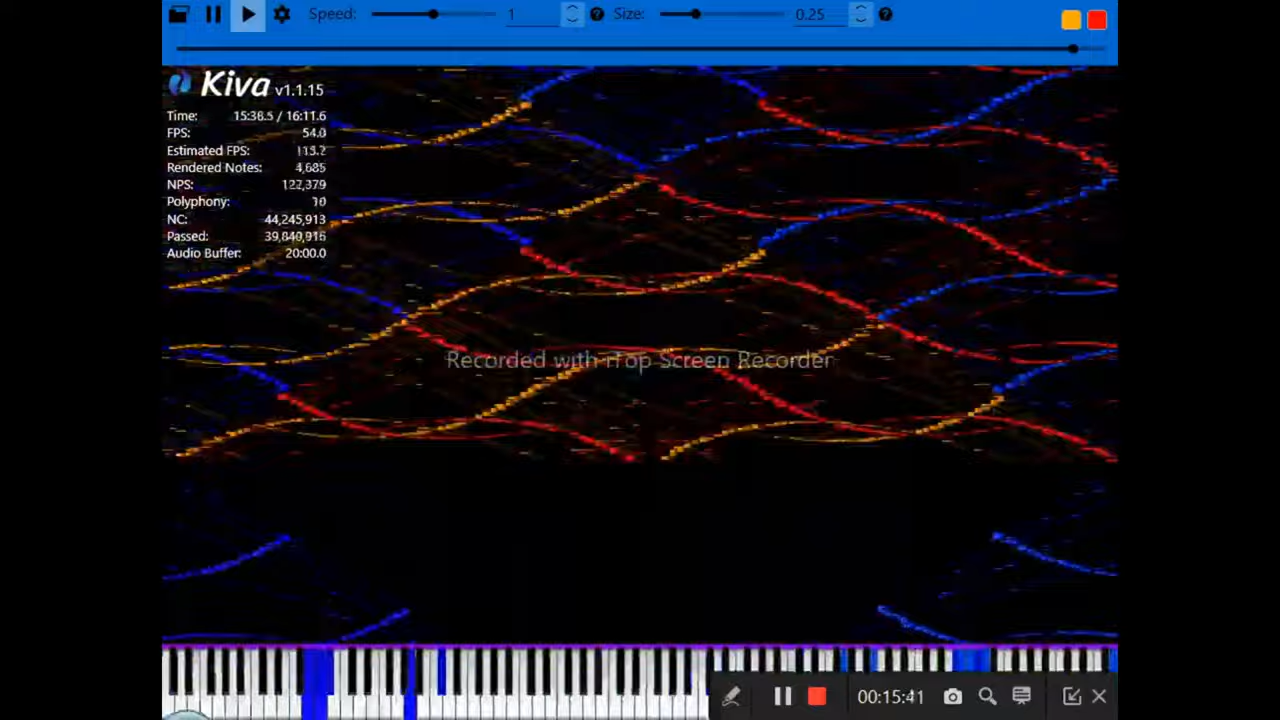 Speed: 1 Size: 0.25
Kiva v1.1.15
Time: 15:38.5 / 16:11.6
FPS: 54.0
Estimated FPS: 113.2
Rendered Notes: 4,685
NPS: 122,379
Polyphony: 10
NC: 44,245,913
Passed: 39,840,916
Audio Buffer: 20:00.0
Recorded with iTop Screen Recorder
00:15:41